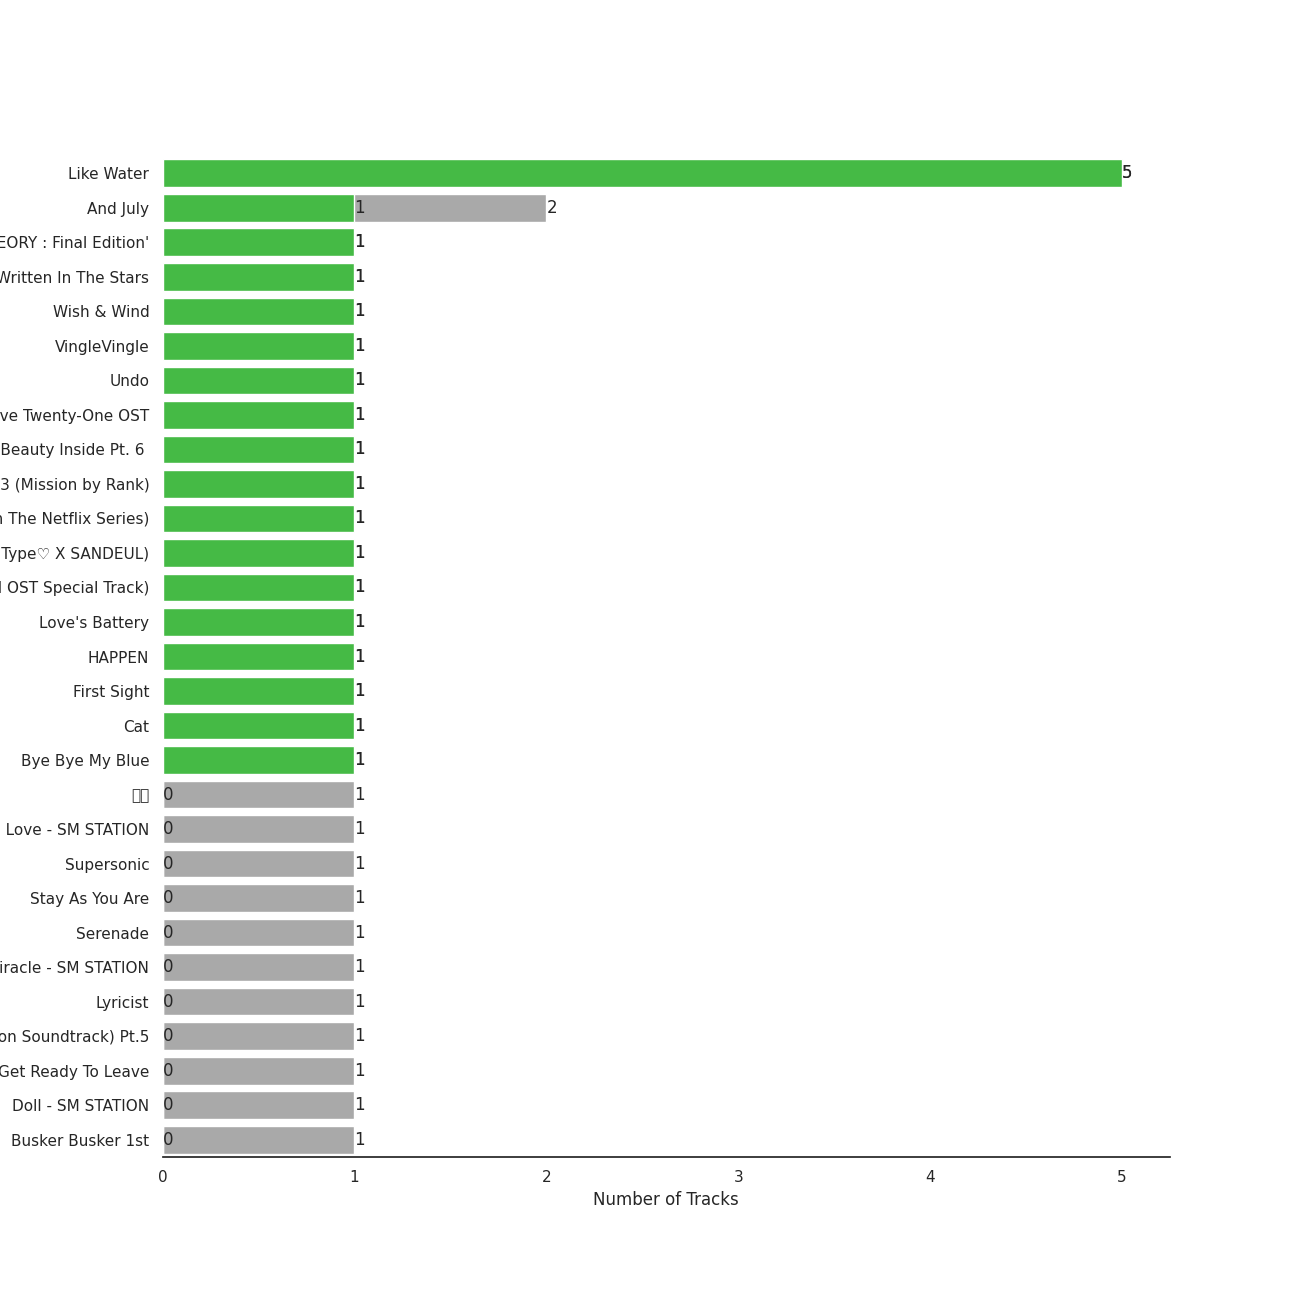 Like Water 5
And July 1 2
EORY : Final Edition' 1
Written In The Stars 1
Wish & Wind 1
VingleVingle 1
Undo 1
ve Twenty-One OST 1
Beauty Inside Pt. 6 1
3 (Mission by Rank) 1
The Netflix Series) 1
Type♡ X SANDEUL) 1
OST Special Track) 1
Love's Battery 1
HAPPEN 1
First Sight 1
Cat 1
Bye Bye My Blue 1
0 1
Love - SM STATION 0 1
Supersonic 0 1
Stay As You Are 0 1
Serenade 0 1
iracle - SM STATION 0 1
Lyricist 0 1
on Soundtrack) Pt.5 0 1
Get Ready To Leave 0 1
Doll - SM STATION 0 1
Busker Busker 1st 0 1
0 1 2 3 4 5
Number of Tracks